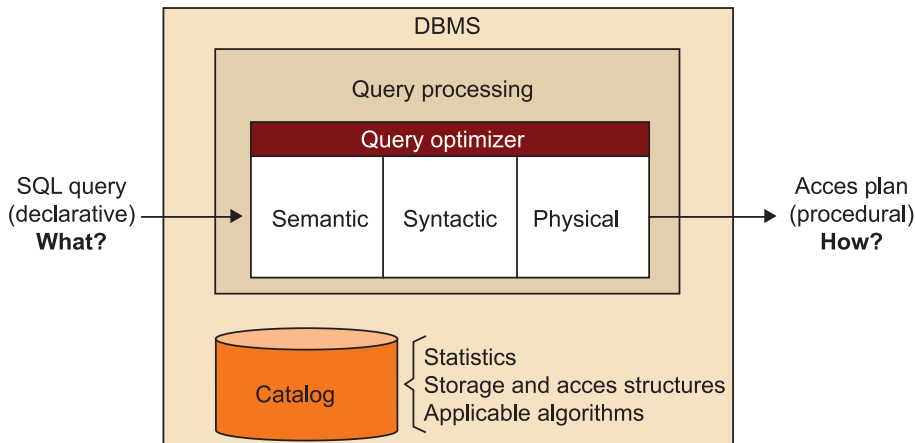 DBMS
Query processing
Query optimizer
SQL query
(declarative)
What?
Semantic
Syntactic
Physical
Acces plan
(procedural)
How?
Catalog
Statistics
Storage and acces structures
Applicable algorithms